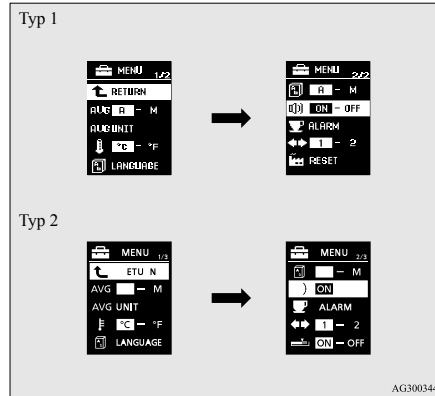 Typ 1
MENU 1/2
RETURN
AVG A - M
AVG UNIT
°C - °F
LANGUAGE
MENU 2/2
A - M
ON - OFF
ALARM
1 - 2
RESET
Typ 2
MENU 1/3
ETU N
AVG - M
AVG UNIT
°C - °F
LANGUAGE
MENU 2/3
- M
) ON
ALARM
1 - 2
ON - OFF
AG300344